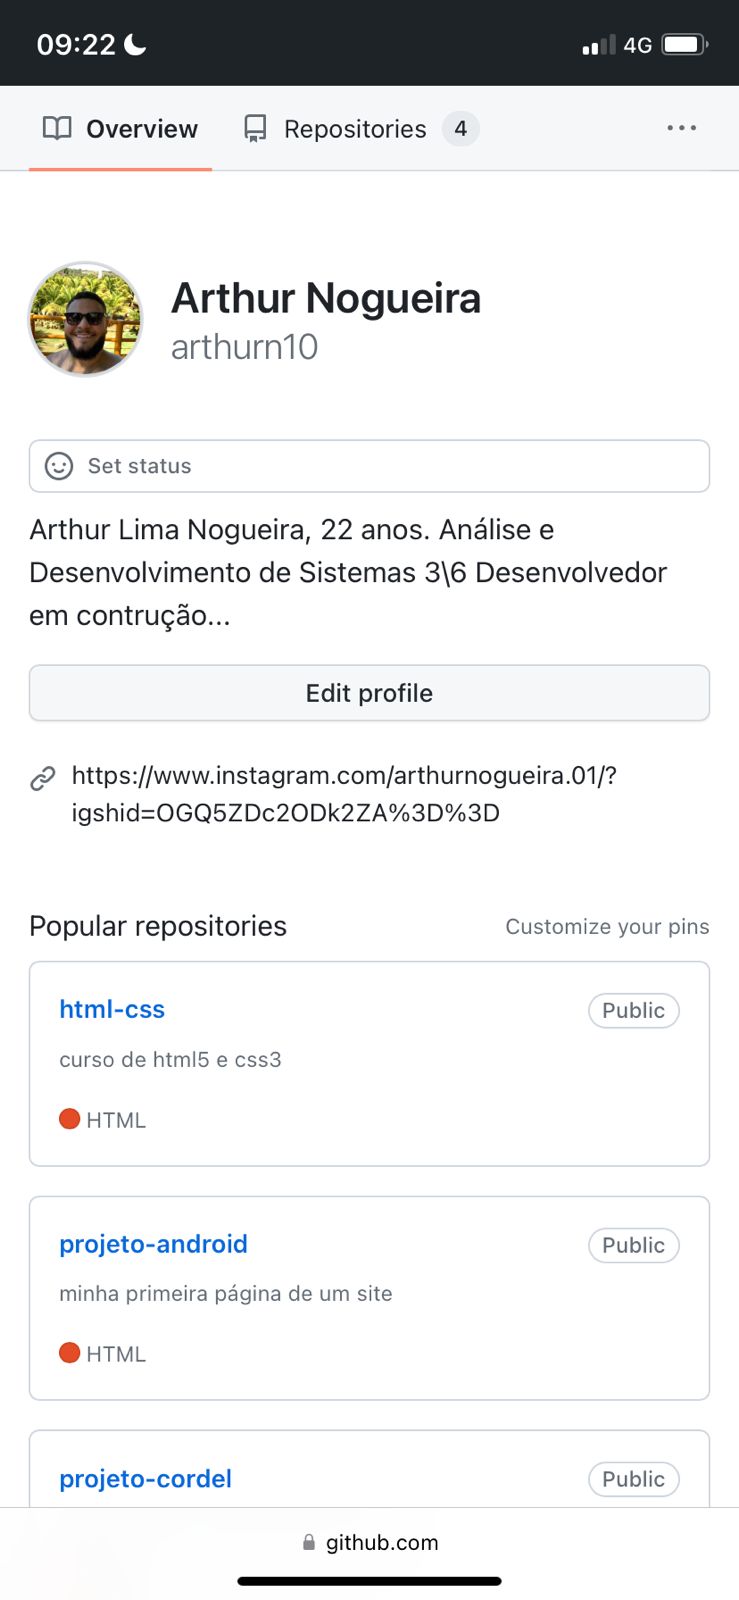 09:22 4G
Overview Repositories 4 ...
Arthur Nogueira
arthurn10
Set status
Arthur Lima Nogueira, 22 anos. Análise e
Desenvolvimento de Sistemas 3\6 Desenvolvedor
em contrução...
Edit profile
https://www.instagram.com/arthurnogueira.01/?
igshid=OGQ5ZDc2ODk2ZA%3D%3D
Popular repositories Customize your pins
html-css Public
curso de html5 e css3
HTML
projeto-android Public
minha primeira página de um site
HTML
projeto-cordel Public
github.com